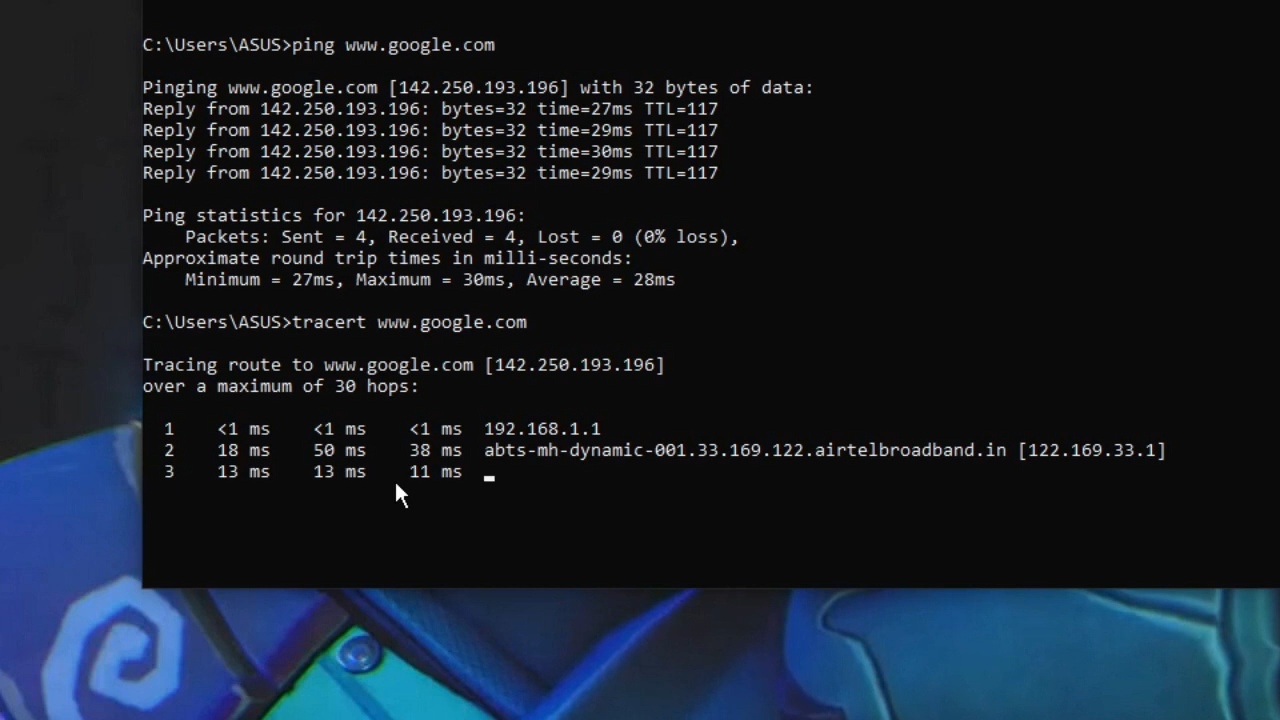 C:\Users\ASUS>ping www.google.com
Pinging www.google.com [142.250.193.196] with 32 bytes of data:
Reply from 142.250.193.196: bytes=32 time=27ms TTL=117
Reply from 142.250.193.196: bytes=32 time=29ms TTL=117
Reply from 142.250.193.196: bytes=32 time=30ms TTL=117
Reply from 142.250.193.196: bytes=32 time=29ms TTL=117
Ping statistics for 142.250.193.196:
    Packets: Sent = 4, Received = 4, Lost = 0 (0% loss),
Approximate round trip times in milli-seconds:
    Minimum = 27ms, Maximum = 30ms, Average = 28ms
C:\Users\ASUS>tracert www.google.com
Tracing route to www.google.com [142.250.193.196]
over a maximum of 30 hops:
  1    <1 ms    <1 ms    <1 ms  192.168.1.1
  2    18 ms    50 ms    38 ms  abts-mh-dynamic-001.33.169.122.airtelbroadband.in [122.169.33.1]
  3    13 ms    13 ms    11 ms